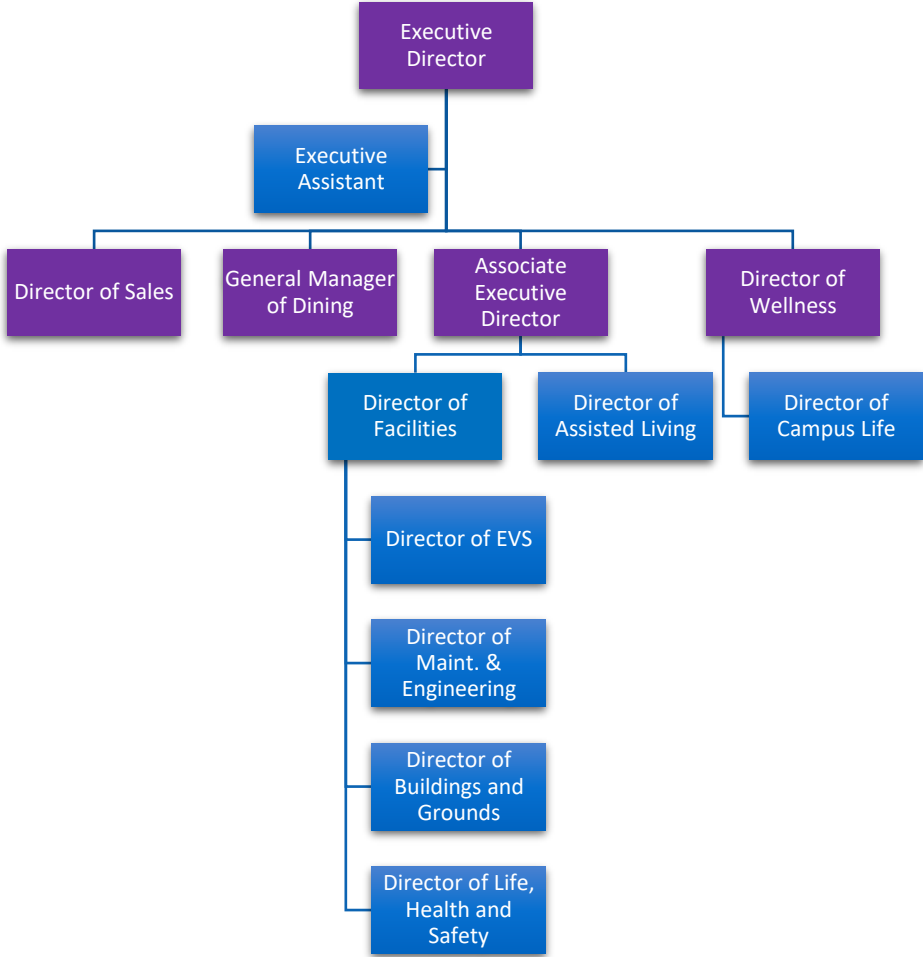 Executive
Director
Executive
Assistant
Director of Sales
General Manager
of Dining
Associate
Executive
Director
Director of
Wellness
Director of
Facilities
Director of
Assisted Living
Director of
Campus Life
Director of EVS
Director of
Maint. &
Engineering
Director of
Buildings and
Grounds
Director of Life,
Health and
Safety